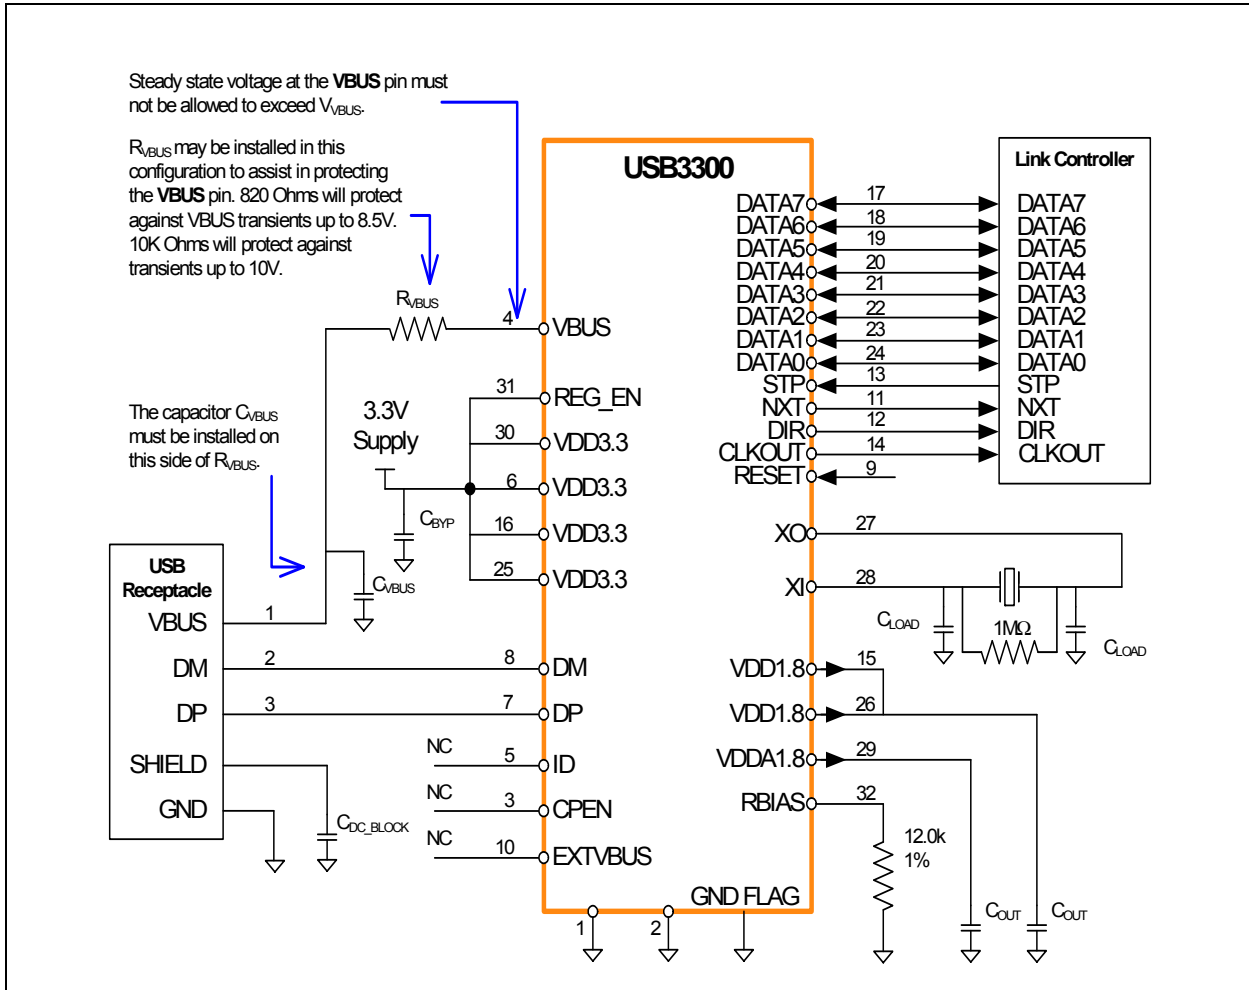 Steady state voltage at the VBUS pin must
not be allowed to exceed VVBUS.
RVBUS may be installed in this
configuration to assist in protecting
the VBUS pin. 820 Ohms will protect
against VBUS transients up to 8.5V.
10K Ohms will protect against
transients up to 10V.
RVBUS
4
VBUS
31
REG_EN
3.3V
Supply
30
VDD3.3
6
VDD3.3
CBYP
16
VDD3.3
25
VDD3.3
The capacitor CVBUS
must be installed on
this side of RVBUS.
CVBUS
USB
Receptacle
VBUS
1
DM
2
8
DM
DP
3
7
DP
SHIELD
NC
5
ID
GND
CDC_BLOCK
NC
3
CPEN
NC
10
EXTVBUS
USB3300
Link Controller
DATA7
17
DATA7
DATA6
18
DATA6
DATA5
19
DATA5
DATA4
20
DATA4
DATA3
21
DATA3
DATA2
22
DATA2
DATA1
23
DATA1
DATA0
24
DATA0
STP
13
STP
NXT
11
NXT
DIR
12
DIR
CLKOUT
14
CLKOUT
RESET
9
XO
27
XI
28
CLOAD
1MΩ
CLOAD
VDD1.8
15
VDD1.8
26
VDDA1.8
29
RBIAS
32
12.0k
1%
COUT
COUT
GND FLAG
1
2